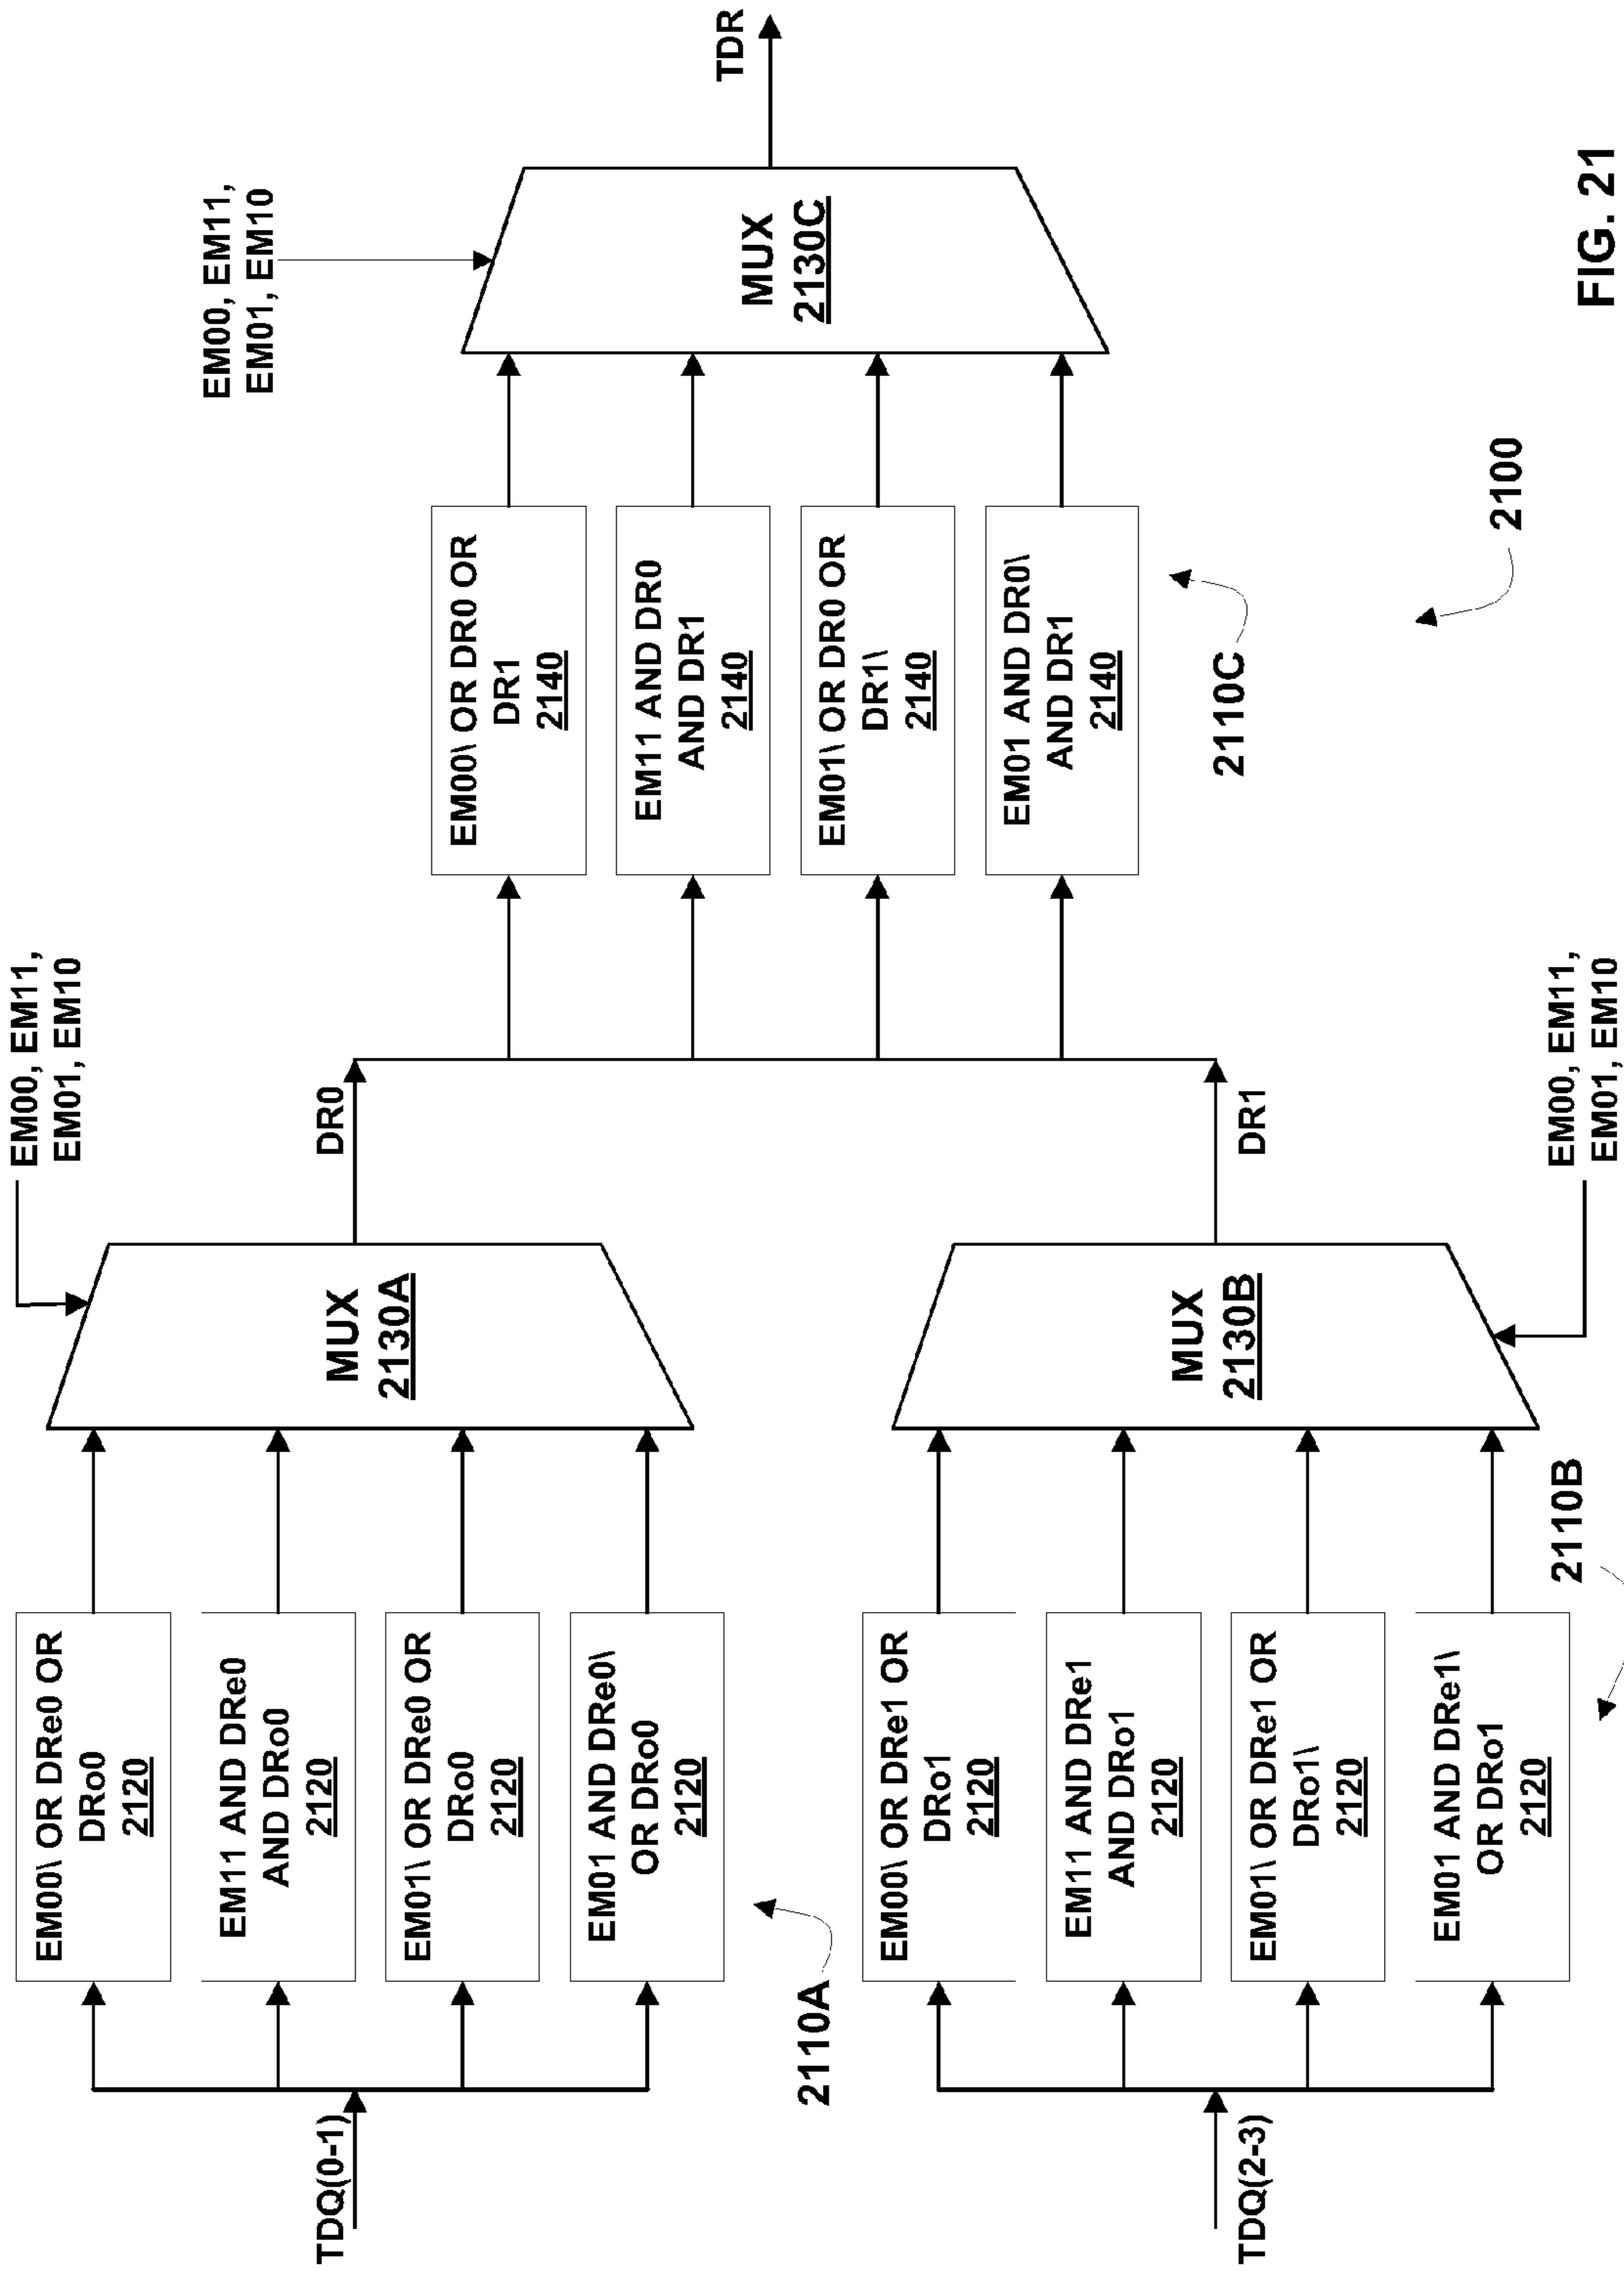 TDQ(0-1)
EM00\ OR DRe0 OR
DRo0
2120
EM11 AND DRe0
AND DRo0
2120
EM01\ OR DRe0 OR
DRo0
2120
EM01 AND DRe0\
OR DRo0
2120
2110A
MUX
2130A
EM00, EM11,
EM01, EM10
DR0
TDQ(2-3)
EM00\ OR DRe1 OR
DRo1
2120
EM11 AND DRe1
AND DRo1
2120
EM01\ OR DRe1 OR
DRo1\
2120
EM01 AND DRe1\
OR DRo1
2120
2110B
MUX
2130B
EM00, EM11,
EM01, EM10
DR1
EM00\ OR DR0 OR
DR1
2140
EM11 AND DR0
AND DR1
2140
EM01\ OR DR0 OR
DR1\
2140
EM01 AND DR0\
AND DR1
2140
2110C
EM00, EM11,
EM01, EM10
MUX
2130C
TDR
2100
FIG. 21